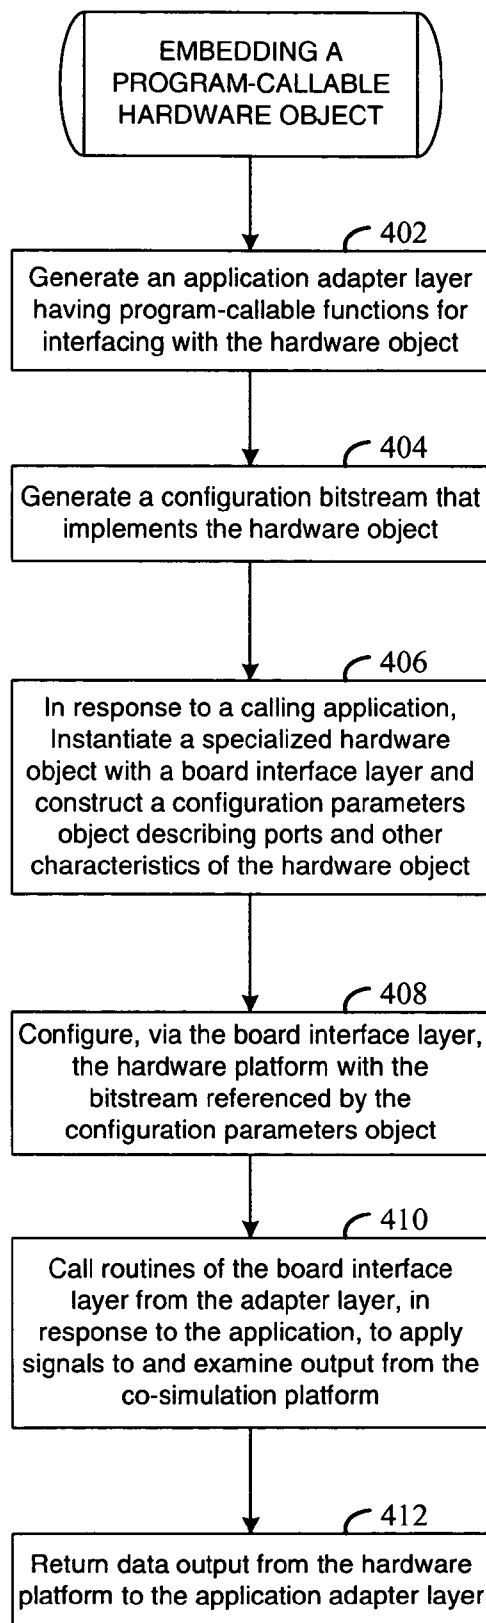 EMBEDDING A
PROGRAM-CALLABLE
HARDWARE OBJECT
402
Generate an application adapter layer
having program-callable functions for
interfacing with the hardware object
404
Generate a configuration bitstream that
implements the hardware object
406
In response to a calling application,
Instantiate a specialized hardware
object with a board interface layer and
construct a configuration parameters
object describing ports and other
characteristics of the hardware object
408
Configure, via the board interface layer,
the hardware platform with the
bitstream referenced by the
configuration parameters object
410
Call routines of the board interface
layer from the adapter layer, in
response to the application, to apply
signals to and examine output from the
co-simulation platform
412
Return data output from the hardware
platform to the application adapter layer